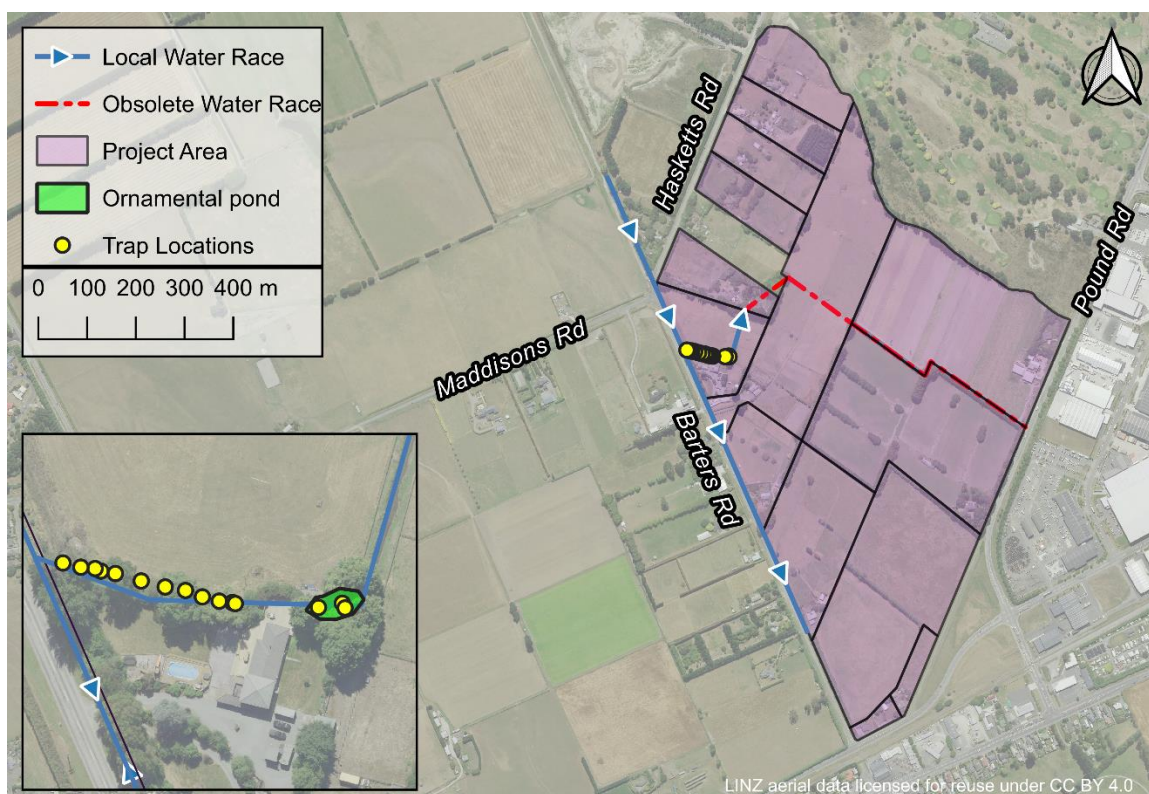 Local Water Race
Obsolete Water Race
Project Area
Ornamental pond
Trap Locations
0 100 200 300 400 m
Hasketts Rd
Pound Rd
Maddisons Rd
Barters Rd
LINZ aerial data licensed for reuse under CC BY 4.0